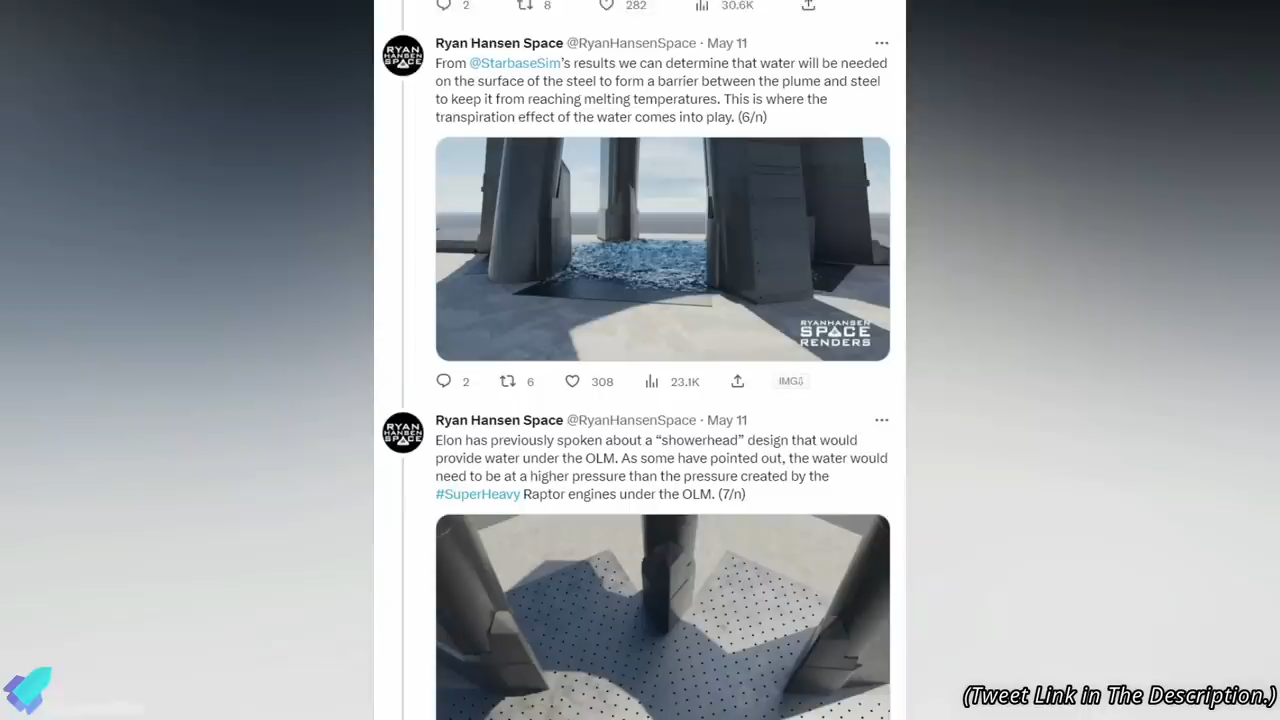 2 8 282 30.6K
RYAN HANSEN SPACE
Ryan Hansen Space @RyanHansenSpace · May 11
From @StarbaseSim's results we can determine that water will be needed
on the surface of the steel to form a barrier between the plume and steel
to keep it from reaching melting temperatures. This is where the
transpiration effect of the water comes into play. (6/n)
RYANHANSEN
SPACE
RENDERS
2 6 308 23.1K IMG
RYAN HANSEN SPACE
Ryan Hansen Space @RyanHansenSpace · May 11
Elon has previously spoken about a “showerhead” design that would
provide water under the OLM. As some have pointed out, the water would
need to be at a higher pressure than the pressure created by the
#SuperHeavy Raptor engines under the OLM. (7/n)
(Tweet Link in The Description.)